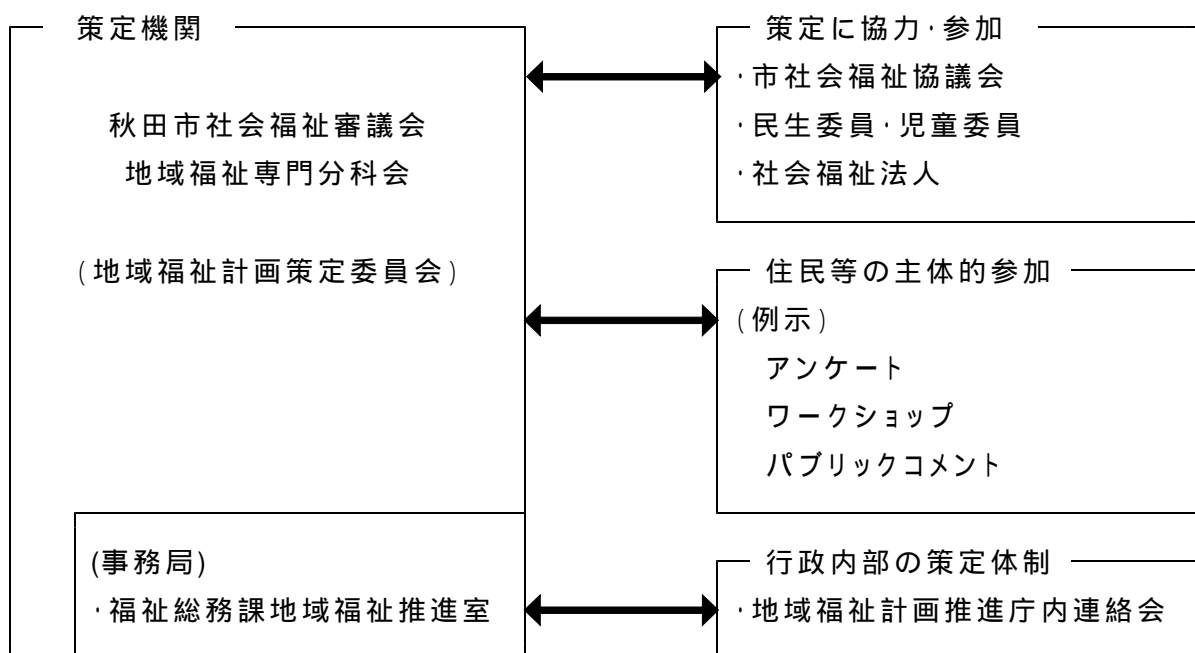 策定機関
秋田市社会福祉審議会
地域福祉専門分科会
(地域福祉計画策定委員会)
(事務局)
・福祉総務課地域福祉推進室
策定に協力・参加
・市社会福祉協議会
・民生委員・児童委員
・社会福祉法人
住民等の主体的参加
(例示)
アンケート
ワークショップ
パブリックコメント
行政内部の策定体制
・地域福祉計画推進庁内連絡会